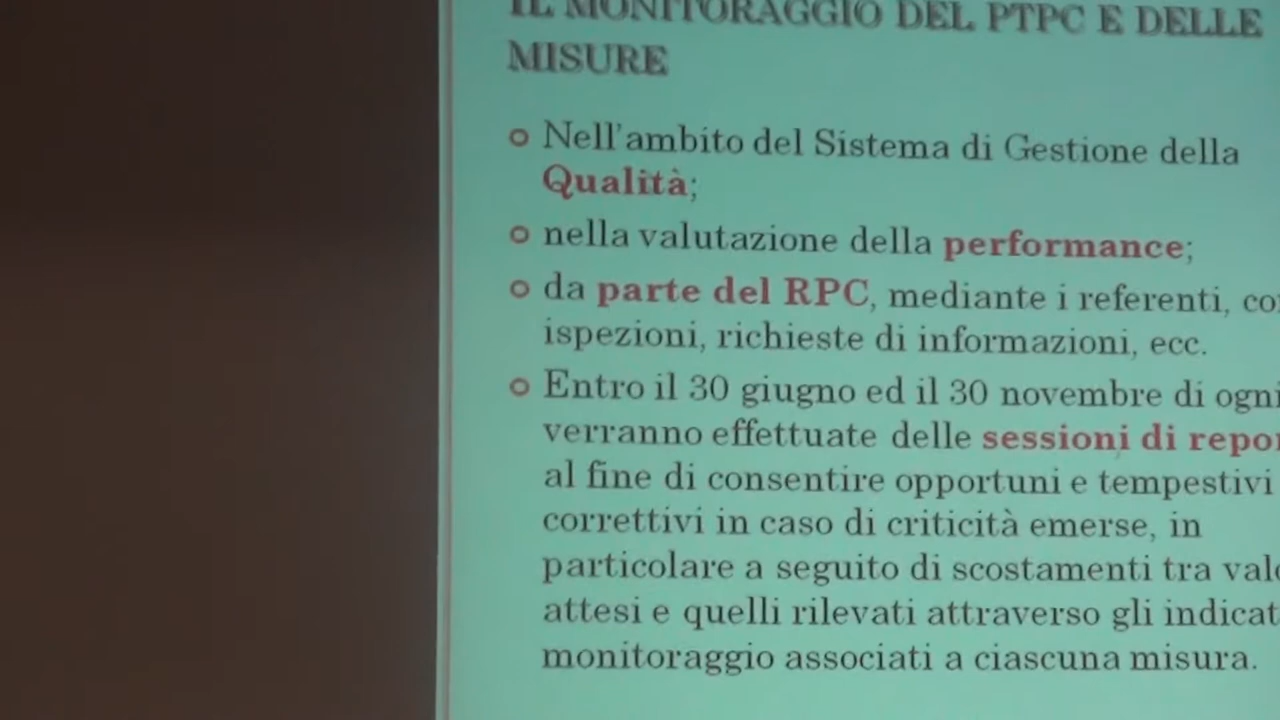 IL MONITORAGGIO DEL PTPC E DELLE
MISURE
Nell'ambito del Sistema di Gestione della
Qualità;
nella valutazione della performance;
da parte del RPC, mediante i referenti,
ispezioni, richieste di informazioni, ecc.
Entro il 30 giugno ed il 30 novembre di ogni
verranno effettuate delle sessioni di
al fine di consentire opportuni e tempestivi
correttivi in caso di criticità emerse, in
particolare a seguito di scostamenti tra
attesi e quelli rilevati attraverso gli
monitoraggio associati a ciascuna misura.